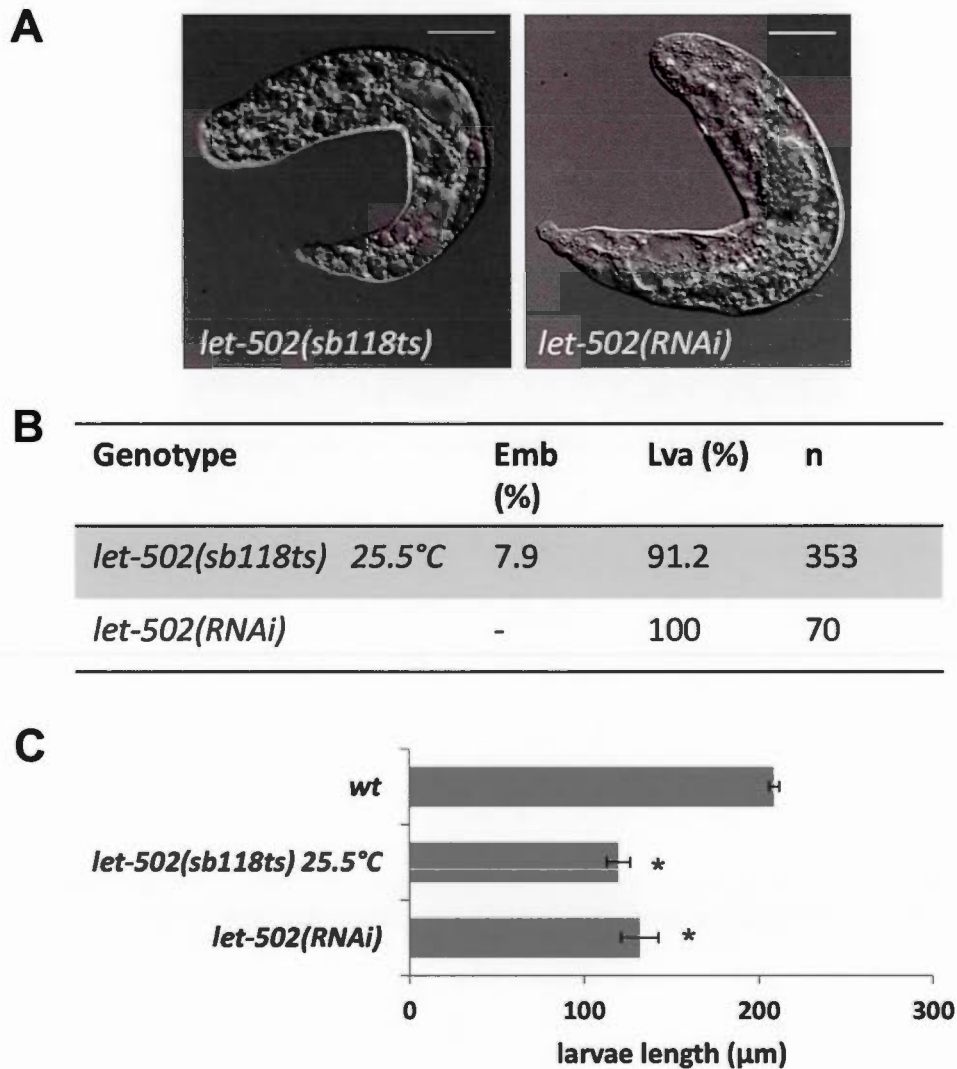 A
let-502(sb118ts)
let-502(RNAi)
B
Genotype Emb (%) Lva (%) n
let-502(sb118ts) 25.5°C 7.9 91.2 353
let-502(RNAi) - 100 70
C
wt
let-502(sb118ts) 25.5°C *
let-502(RNAi) *
0 100 200 300
larvae length (µm)